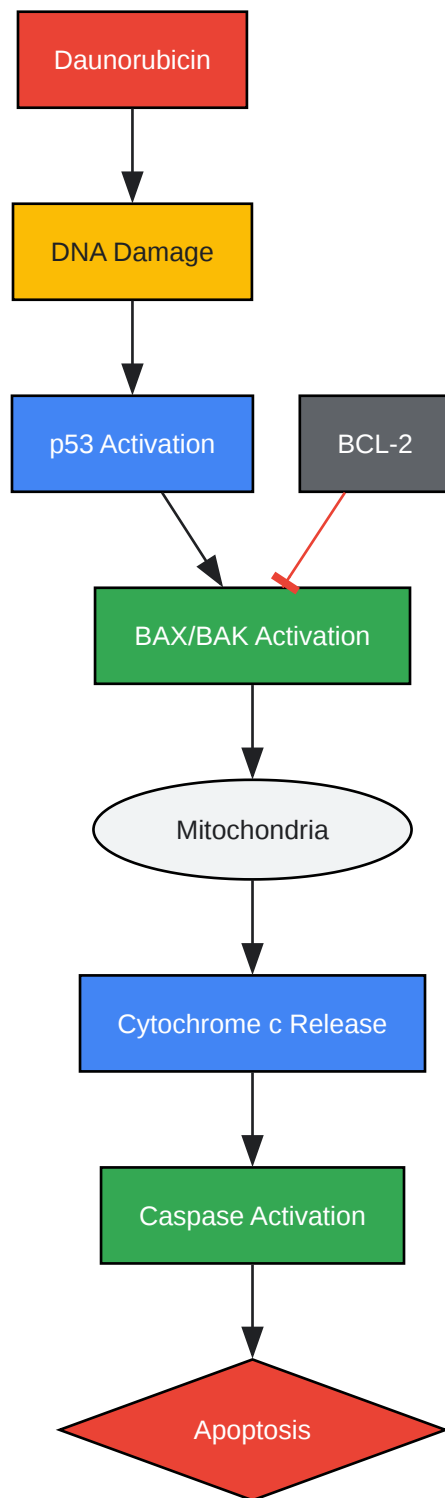 Daunorubicin
DNA Damage
p53 Activation
BCL-2
BAX/BAK Activation
Mitochondria
Cytochrome c Release
Caspase Activation
Apoptosis